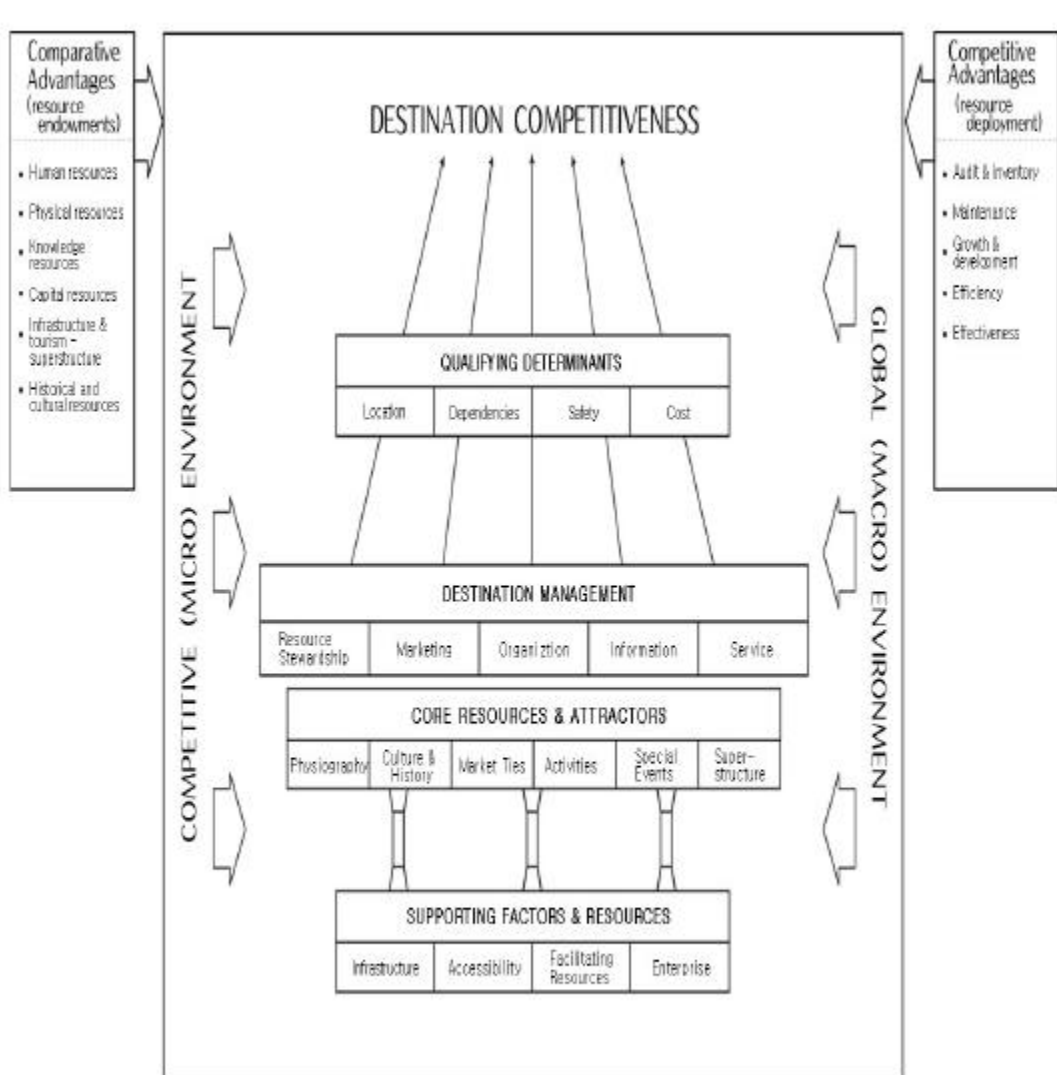 Comparative
Advantages
(resource
endowments)
• Human resources
• Physical resources
• Knowledge
resources
• Capital resources
• Infrastructure &
tourism –
superstructure
• Historical and
cultural resources
COMPETITIVE (MICRO) ENVIRONMENT
DESTINATION COMPETITIVENESS
QUALIFYING DETERMINANTS
Location
Dependencies
Safety
Cost
DESTINATION MANAGEMENT
Resource
Stewardship
Marketing
Organiztion
Information
Service
CORE RESOURCES & ATTRACTORS
Physiography
Culture &
History
Market Ties
Activities
Special
Events
Super–
structure
SUPPORTING FACTORS & RESOURCES
Infrastructure
Accessibility
Facilitating
Resources
Enterprise
GLOBAL (MACRO) ENVIRONMENT
Competitive
Advantages
(resource
deployment)
• Audit & Inventory
• Maintenance
• Growth &
development
• Efficiency
• Effectiveness